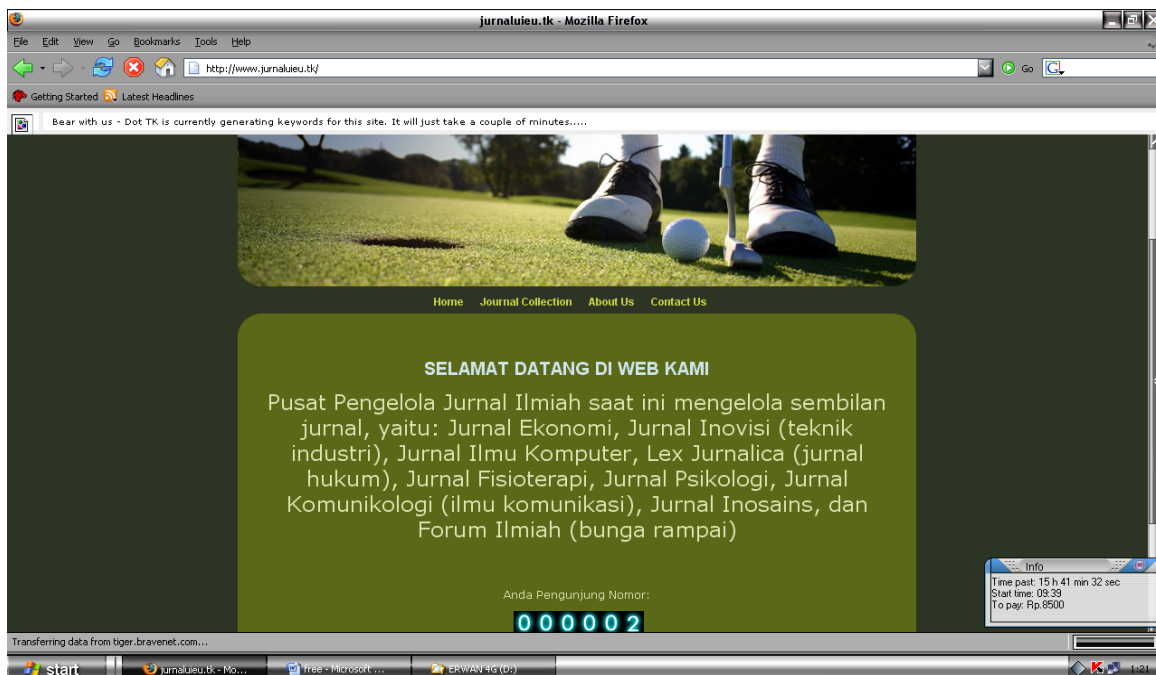 jurnaluieu.tk - Mozilla Firefox
File Edit View Go Bookmarks Tools Help
http://www.jurnaluieu.tk/
Go
G
Getting Started Latest Headlines
Bear with us - Dot TK is currently generating keywords for this site. It will just take a couple of minutes.....
Home Journal Collection About Us Contact Us
SELAMAT DATANG DI WEB KAMI
Pusat Pengelola Jurnal Ilmiah saat ini mengelola sembilan
jurnal, yaitu: Jurnal Ekonomi, Jurnal Inovisi (teknik
industri), Jurnal Ilmu Komputer, Lex Jurnalica (jurnal
hukum), Jurnal Fisioterapi, Jurnal Psikologi, Jurnal
Komunikologi (ilmu komunikasi), Jurnal Inosains, dan
Forum Ilmiah (bunga rampai)
Anda Pengunjung Nomor:
000002
Info
Time past: 15 h 41 min 32 sec
Start time: 09:39
To pay: Rp.8500
Transferring data from tiger.bravenet.com...
start jurnaluieu.tk - Mo... free - Microsoft ... ERWAN 4G (D:) K 1:21